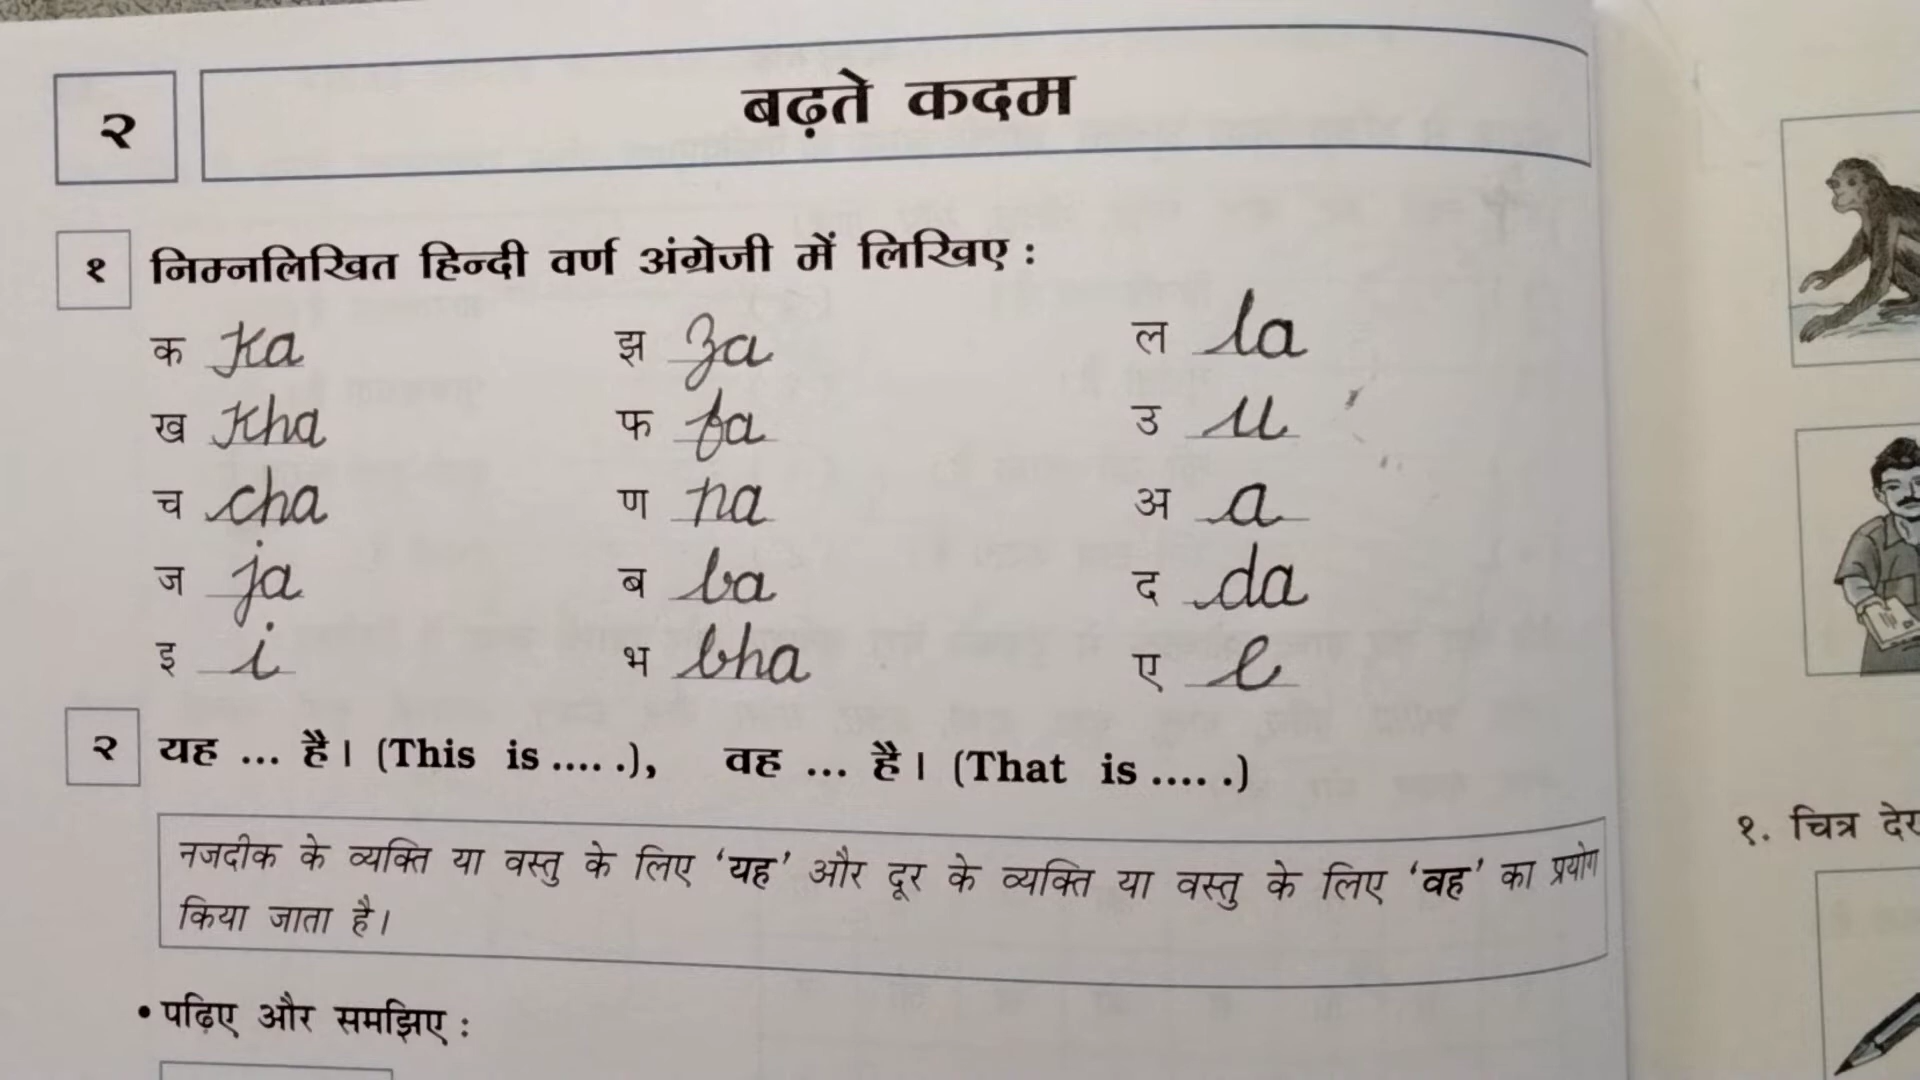 २ बढ़ते कदम
१ निम्नलिखित हिन्दी वर्ण अंग्रेजी में लिखिए :
क ka झ za ल la
ख kha फ fa उ u
च cha ण na अ a
ज ja ब ba द da
इ i भ bha ए e
२ यह ... है। (This is .... .), वह ... है। (That is .... .)
नजदीक के व्यक्ति या वस्तु के लिए ‘यह’ और दूर के व्यक्ति या वस्तु के लिए ‘वह’ का प्रयोग
किया जाता है।
• पढ़िए और समझिए :
१. चित्र